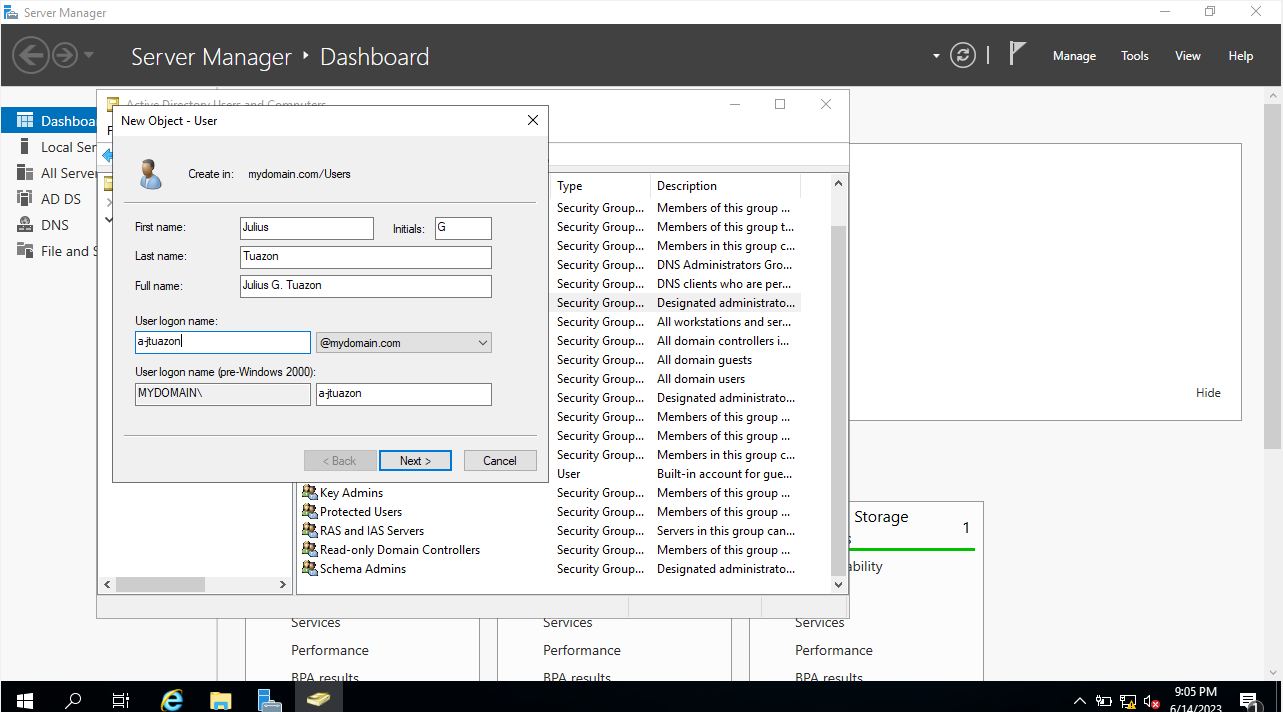 Server Manager
Server Manager ‣ Dashboard
Manage Tools View Help
Active Directory Users and Computers
Dashboa
Local Ser
All Server
AD DS
DNS
File and S
New Object - User
Create in: mydomain.com/Users
First name: Julius Initials: G
Last name: Tuazon
Full name: Julius G. Tuazon
User logon name:
a-jtuazon @mydomain.com
User logon name (pre-Windows 2000):
MYDOMAIN\ a-jtuazon
< Back Next > Cancel
Type Description
Security Group... Members of this group ...
Security Group... Members of this group t...
Security Group... Members in this group c...
Security Group... DNS Administrators Gro...
Security Group... DNS clients who are per...
Security Group... Designated administrato...
Security Group... All workstations and ser...
Security Group... All domain controllers i...
Security Group... All domain guests
Security Group... All domain users
Security Group... Designated administrato...
Security Group... Members of this group ...
Security Group... Members of this group ...
Security Group... Members in this group c...
User Built-in account for gue...
Key Admins Security Group... Members of this group ...
Protected Users Security Group... Members of this group ...
RAS and IAS Servers Security Group... Servers in this group can...
Read-only Domain Controllers Security Group... Members of this group ...
Schema Admins Security Group... Designated administrato...
Hide
Storage 1
ability
Services Services Services
Performance Performance Performance
BPA results BPA results BPA results
9:05 PM
6/14/2023
1